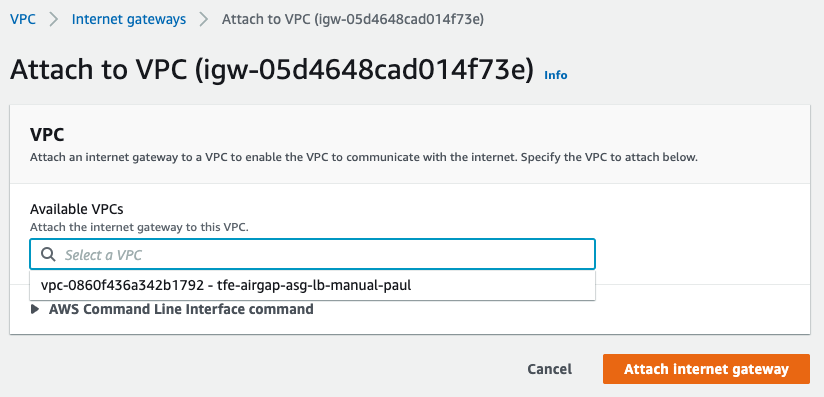 VPC > Internet gateways > Attach to VPC (igw-05d4648cad014f73e)
Attach to VPC (igw-05d4648cad014f73e) Info
VPC
Attach an internet gateway to a VPC to enable the VPC to communicate with the internet. Specify the VPC to attach below.
Available VPCs
Attach the internet gateway to this VPC.
Select a VPC
vpc-0860f436a342b1792 - tfe-airgap-asg-lb-manual-paul
AWS Command Line Interface command
Cancel Attach internet gateway